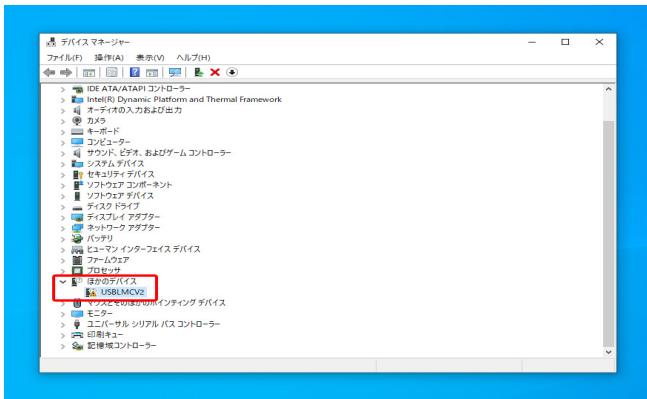 デバイス マネージャー
ファイル(F) 操作(A) 表示(V) ヘルプ(H)
IDE ATA/ATAPI コントローラー
Intel(R) Dynamic Platform and Thermal Framework
オーディオの入力および出力
カメラ
キーボード
コンピューター
サウンド、ビデオ、およびゲーム コントローラー
システム デバイス
セキュリティ デバイス
ソフトウェア コンポーネント
ソフトウェア デバイス
ディスク ドライブ
ディスプレイ アダプター
ネットワーク アダプター
バッテリ
ヒューマン インターフェイス デバイス
ファームウェア
プロセッサ
ほかのデバイス
USBLMCV2
マウスとそのほかのポインティング デバイス
モニター
ユニバーサル シリアル バス コントローラー
印刷キュー
記憶域コントローラー